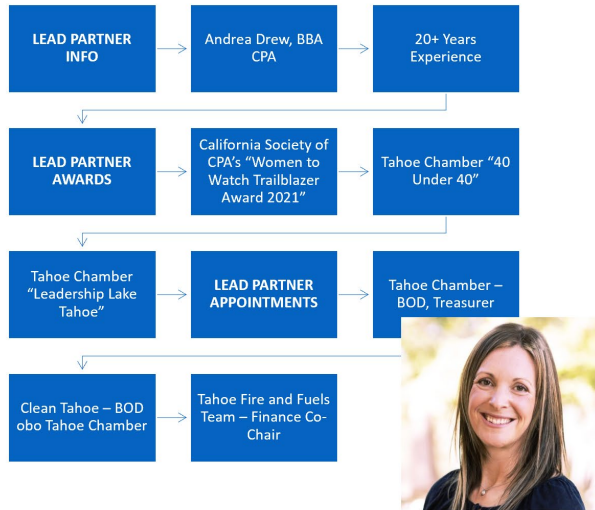 LEAD PARTNER
INFO
Andrea Drew, BBA
CPA
20+ Years
Experience
LEAD PARTNER
AWARDS
California Society of
CPA's “Women to
Watch Trailblazer
Award 2021”
Tahoe Chamber “40
Under 40”
Tahoe Chamber
“Leadership Lake
Tahoe”
LEAD PARTNER
APPOINTMENTS
Tahoe Chamber –
BOD, Treasurer
Clean Tahoe – BOD
obo Tahoe Chamber
Tahoe Fire and Fuels
Team – Finance Co-
Chair